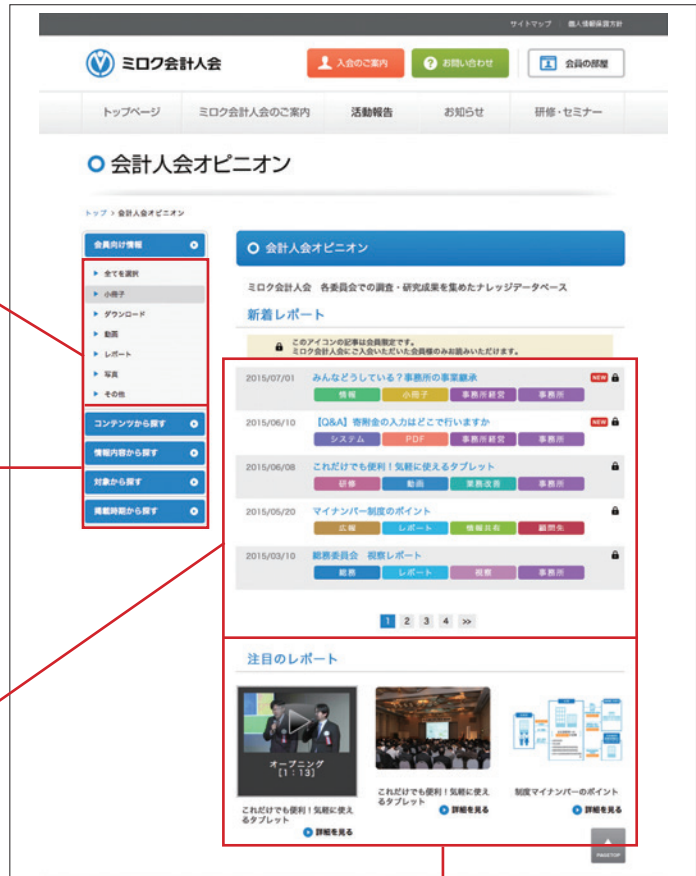 サイトマップ 個人情報保護方針
ミロク会計人会
入会のご案内 お問い合わせ 会員の部屋
トップページ ミロク会計人会のご案内 活動報告 お知らせ 研修・セミナー
会計人会オピニオン
トップ > 会計人会オピニオン
会員向け情報
全てを選択
小冊子
ダウンロード
動画
レポート
写真
その他
コンテンツから探す
情報内容から探す
対象から探す
掲載時期から探す
会計人会オピニオン
ミロク会計人会 各委員会での調査・研究成果を集めたナレッジデータベース
新着レポート
このアイコンの記事は会員限定です。
ミロク会計人会にご入会いただいた会員様のみお読みいただけます。
2015/07/01 みんなどうしている?事務所の事業継承 NEW
情報 小冊子 事務所経営 事務所
2015/06/10 【Q&A】寄附金の入力はどこで行いますか NEW
システム PDF 事務所経営 事務所
2015/06/08 これだけでも便利!気軽に使えるタブレット
研修 動画 業務改善 事務所
2015/05/20 マイナンバー制度のポイント
広報 レポート 情報共有 顧問先
2015/03/10 総務委員会 視察レポート
総務 レポート 視察 事務所
1 2 3 4 >>
注目のレポート
オープニング
[1:13]
これだけでも便利!気軽に使え
るタブレット
詳細を見る
これだけでも便利!気軽に使え
るタブレット
詳細を見る
制度マイナンバーのポイント
詳細を見る
PAGETOP